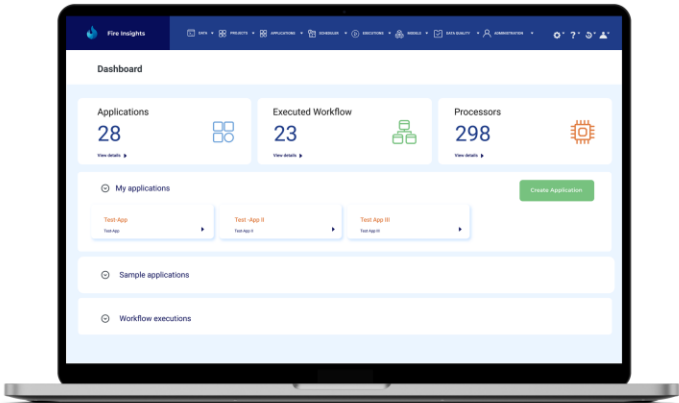 Fire Insights
DATA PROJECTS APPLICATIONS SCHEDULER EXECUTIONS MODELS DATA QUALITY ADMINISTRATION
Dashboard
Applications
28
View details
Executed Workflow
23
View details
Processors
298
View details
My applications
Create Application
Test-App
Test-App
Test -App II
Test-App II
Test App III
Test-App III
Sample applications
Workflow executions